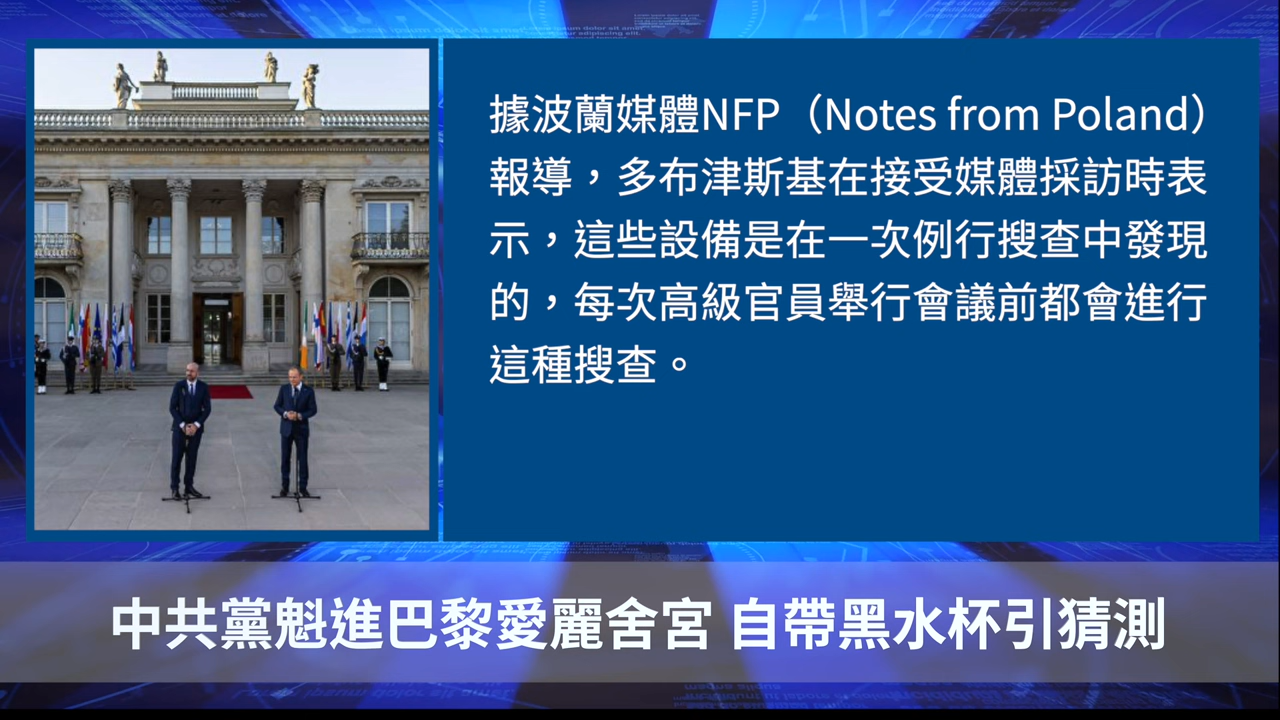 據波蘭媒體NFP（Notes from Poland）
報導，多布津斯基在接受媒體採訪時表
示，這些設備是在一次例行搜查中發現
的，每次高級官員舉行會議前都會進行
這種搜查。
中共黨魁進巴黎愛麗舍宮 自帶黑水杯引猜測